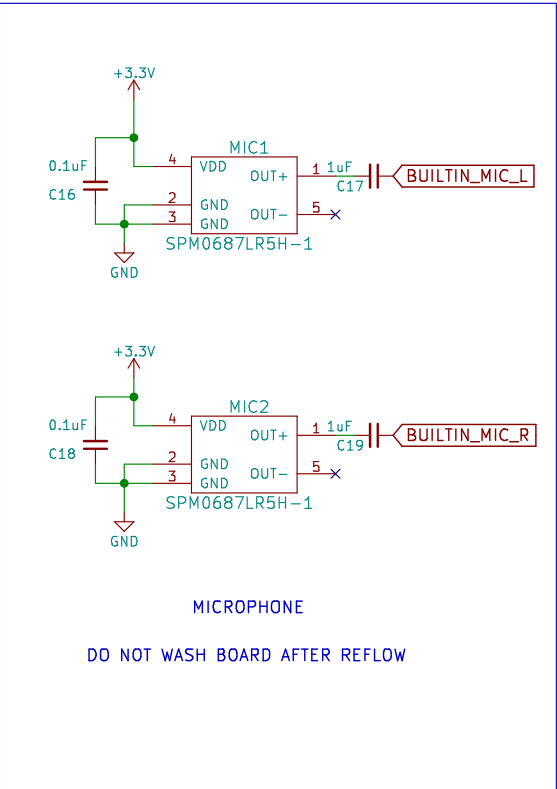 +3.3V
MIC1
0.1uF
C16
4
VDD
OUT+
1
1uF
C17
BUILTIN_MIC_L
2
GND
3
GND
OUT-
5
SPM0687LR5H-1
GND
+3.3V
MIC2
0.1uF
C18
4
VDD
OUT+
1
1uF
C19
BUILTIN_MIC_R
2
GND
3
GND
OUT-
5
SPM0687LR5H-1
GND
MICROPHONE
DO NOT WASH BOARD AFTER REFLOW